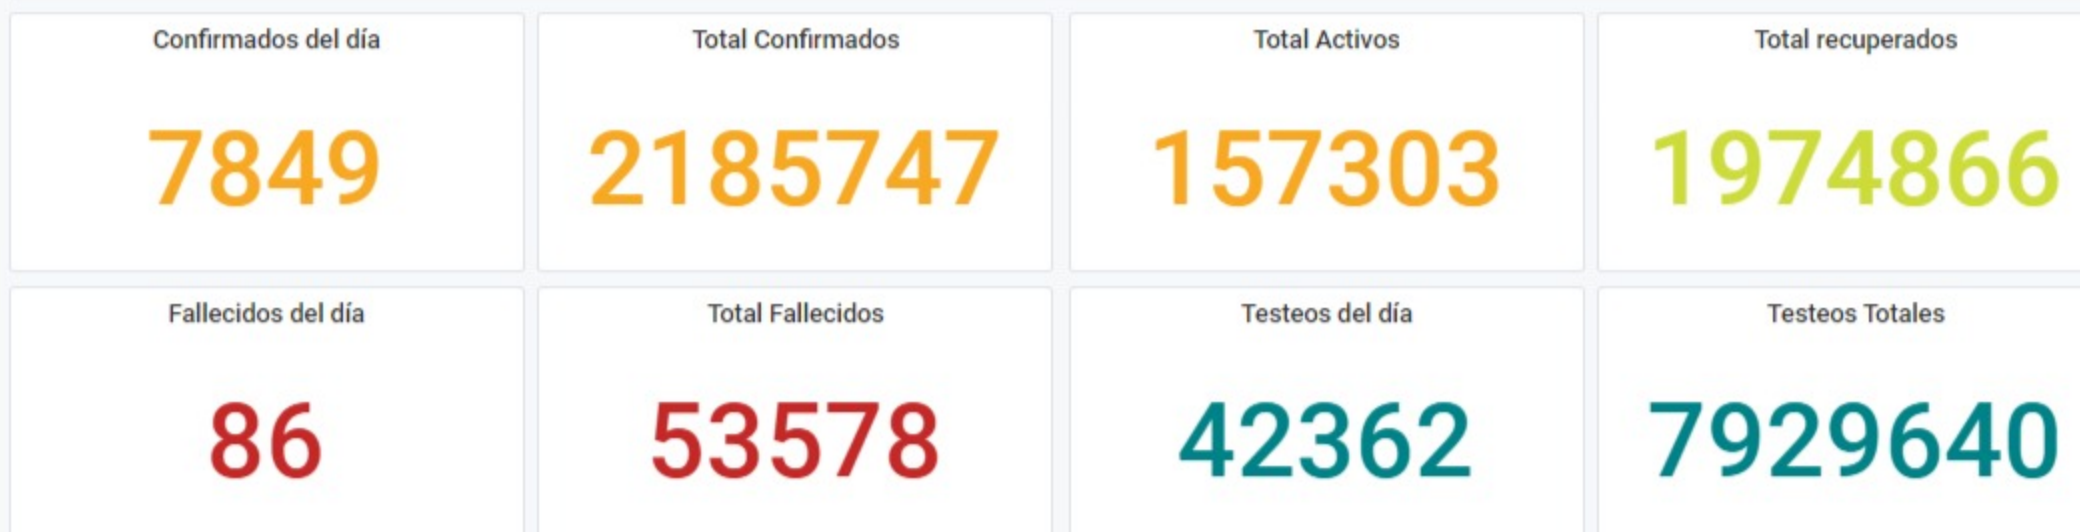 Confirmados del día
7849
Total Confirmados
2185747
Total Activos
157303
Total recuperados
1974866
Fallecidos del día
86
Total Fallecidos
53578
Testeos del día
42362
Testeos Totales
7929640